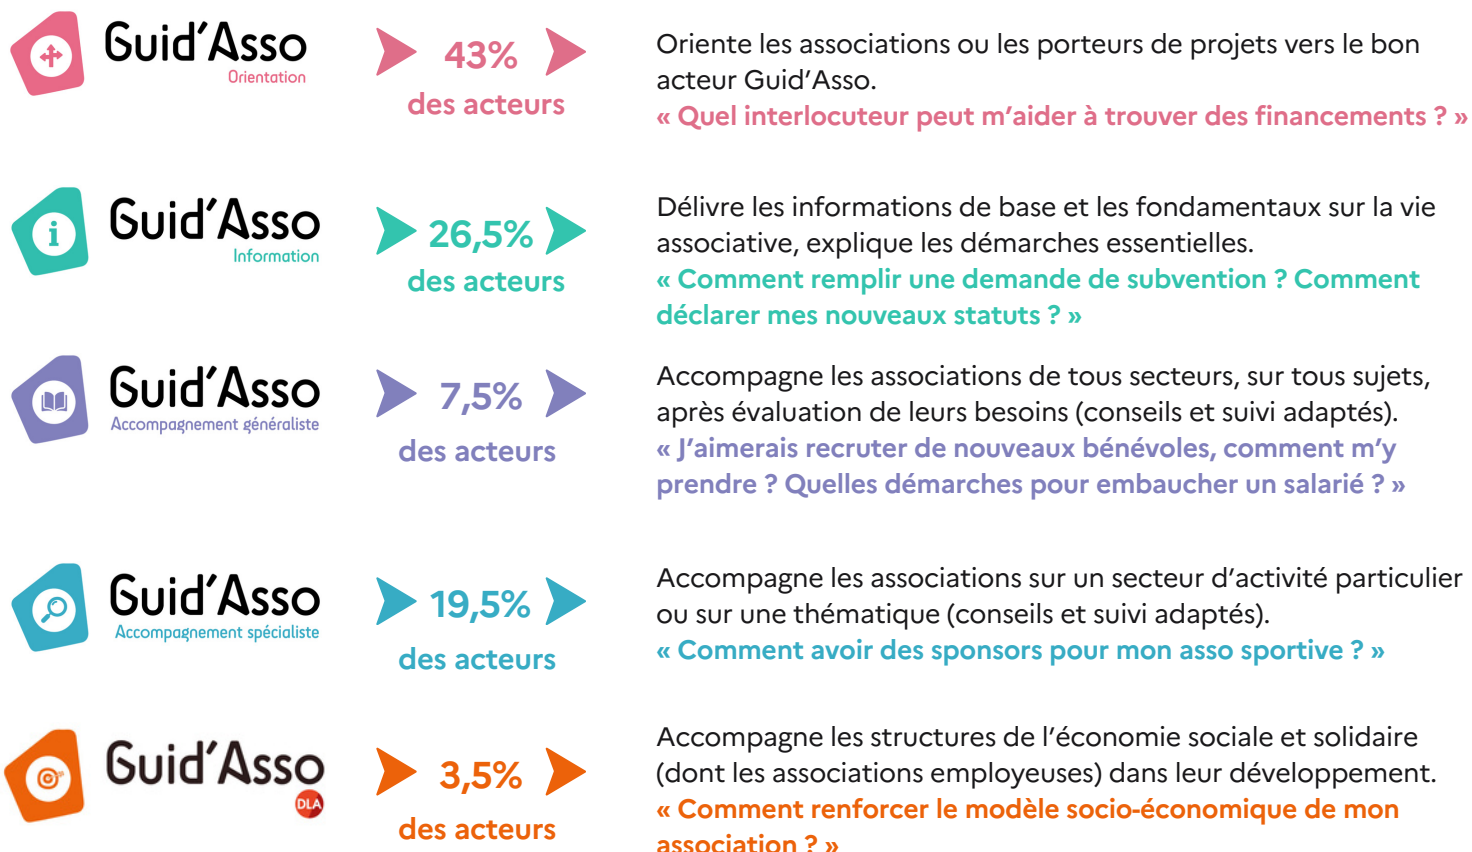 Guid'Asso
Orientation
43%
des acteurs
Oriente les associations ou les porteurs de projets vers le bon
acteur Guid'Asso.
« Quel interlocuteur peut m'aider à trouver des financements ? »
Guid'Asso
Information
26,5%
des acteurs
Délivre les informations de base et les fondamentaux sur la vie
associative, explique les démarches essentielles.
« Comment remplir une demande de subvention ? Comment
déclarer mes nouveaux statuts ? »
Guid'Asso
Accompagnement généraliste
7,5%
des acteurs
Accompagne les associations de tous secteurs, sur tous sujets,
après évaluation de leurs besoins (conseils et suivi adaptés).
« J'aimerais recruter de nouveaux bénévoles, comment m'y
prendre ? Quelles démarches pour embaucher un salarié ? »
Guid'Asso
Accompagnement spécialiste
19,5%
des acteurs
Accompagne les associations sur un secteur d'activité particulier
ou sur une thématique (conseils et suivi adaptés).
« Comment avoir des sponsors pour mon asso sportive ? »
Guid'Asso
DLA
3,5%
des acteurs
Accompagne les structures de l'économie sociale et solidaire
(dont les associations employeuses) dans leur développement.
« Comment renforcer le modèle socio-économique de mon
association ? »